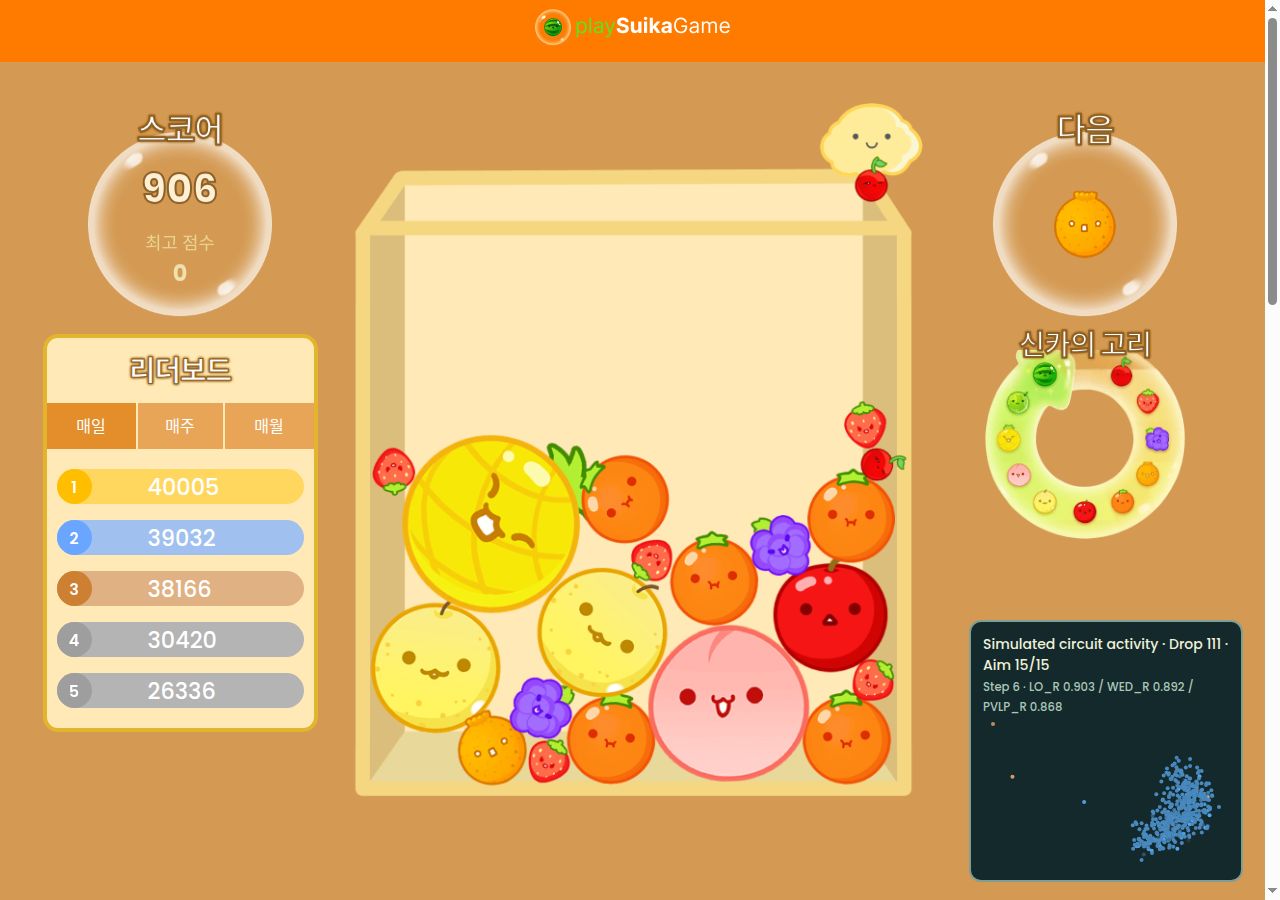 playSuikaGame
스코어
906
최고 점수
0
리더보드
매일 매주 매월
1 40005
2 39032
3 38166
4 30420
5 26336
다음
신카의 고리
Simulated circuit activity · Drop 111 ·
Aim 15/15
Step 6 · LO_R 0.903 / WED_R 0.892 /
PVLP_R 0.868